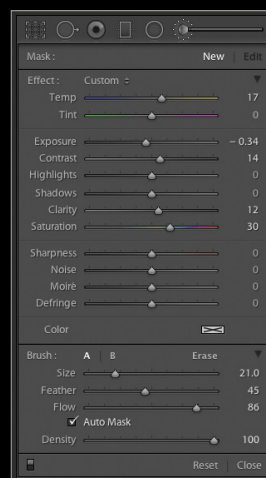 Mask : New Edit
Effect : Custom
Temp 17
Tint 0
Exposure – 0.34
Contrast 14
Highlights 0
Shadows 0
Clarity 12
Saturation 30
Sharpness 0
Noise 0
Moiré 0
Defringe 0
Color
Brush : A B Erase
Size 21.0
Feather 45
Flow 86
Auto Mask
Density 100
Reset Close